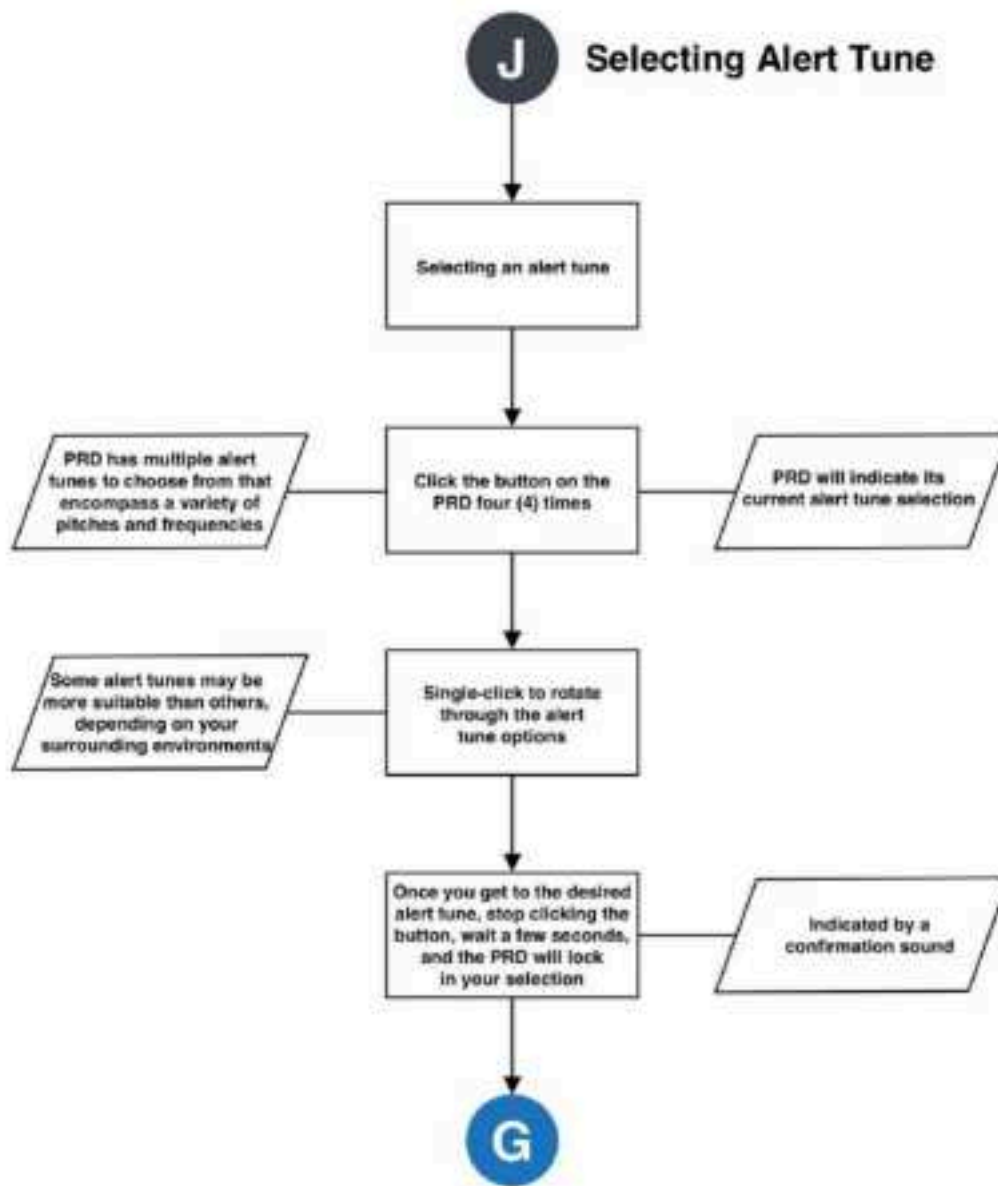 J
Selecting Alert Tune
Selecting an alert tune
PRD has multiple alert
tunes to choose from that
encompass a variety of
pitches and frequencies
Click the button on the
PRD four (4) times
PRD will indicate its
current alert tune selection
Some alert tunes may be
more suitable than others,
depending on your
surrounding environments
Single-click to rotate
through the alert
tune options
Once you get to the desired
alert tune, stop clicking the
button, wait a few seconds,
and the PRD will lock
in your selection
Indicated by a
confirmation sound
G